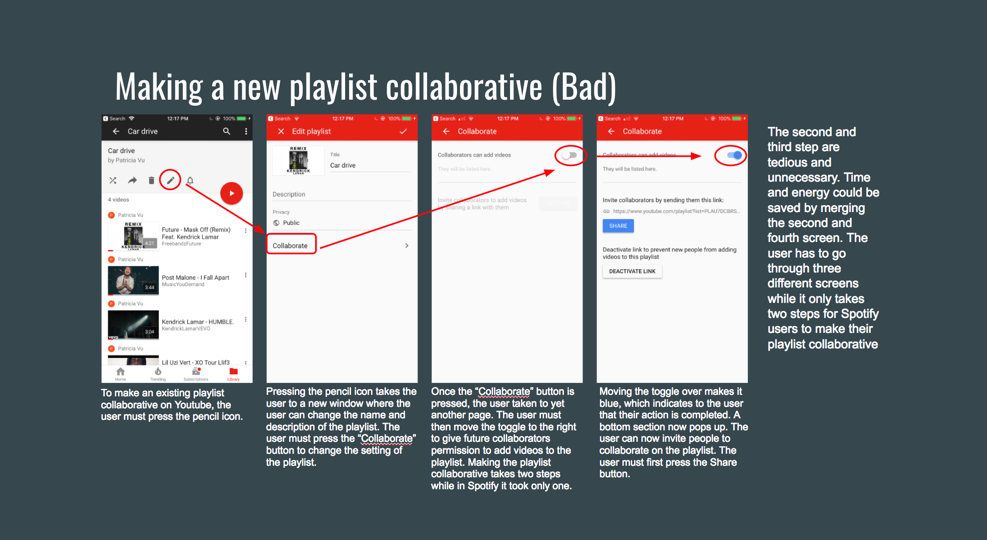 Making a new playlist collaborative (Bad)
Search 12:17 PM 100%
Car drive
Car drive
by Patricia Vu
4 videos
Patricia Vu
REMIX
KENDRICK
LAMAR
4:21
Future - Mask Off (Remix)
Feat. Kendrick Lamar
FreebandzFuture
Patricia Vu
3:44
Post Malone - I Fall Apart
MusicYouDemand
Patricia Vu
3:04
Kendrick Lamar - HUMBLE.
KendrickLamarVEVO
Patricia Vu
Lil Uzi Vert - XO Tour Llif3
Home
Trending
Subscriptions
Library
To make an existing playlist
collaborative on Youtube, the
user must press the pencil icon.
Search 12:17 PM 100%
Edit playlist
REMIX
KENDRICK
LAMAR
Title
Car drive
Description
Privacy
Public
Collaborate
Pressing the pencil icon takes the
user to a new window where the
user can change the name and
description of the playlist. The
user must press the “Collaborate”
button to change the setting of
the playlist.
Search 12:17 PM 100%
Collaborate
Collaborators can add videos
They will be listed here.
Invite collaborators to add videos
by sharing a link with them
Once the “Collaborate” button is
pressed, the user taken to yet
another page. The user must
then move the toggle to the right
to give future collaborators
permission to add videos to the
playlist. Making the playlist
collaborative takes two steps
while in Spotify it took only one.
Search 12:17 PM 100%
Collaborate
Collaborators can add videos
They will be listed here.
Invite collaborators by sending them this link:
https://www.youtube.com/playlist?list=PLAU7DCBRG...
SHARE
Deactivate link to prevent new people from adding
videos to this playlist
DEACTIVATE LINK
Moving the toggle over makes it
blue, which indicates to the user
that their action is completed. A
bottom section now pops up. The
user can now invite people to
collaborate on the playlist. The
user must first press the Share
button.
The second and
third step are
tedious and
unnecessary. Time
and energy could be
saved by merging
the second and
fourth screen. The
user has to go
through three
different screens
while it only takes
two steps for Spotify
users to make their
playlist collaborative